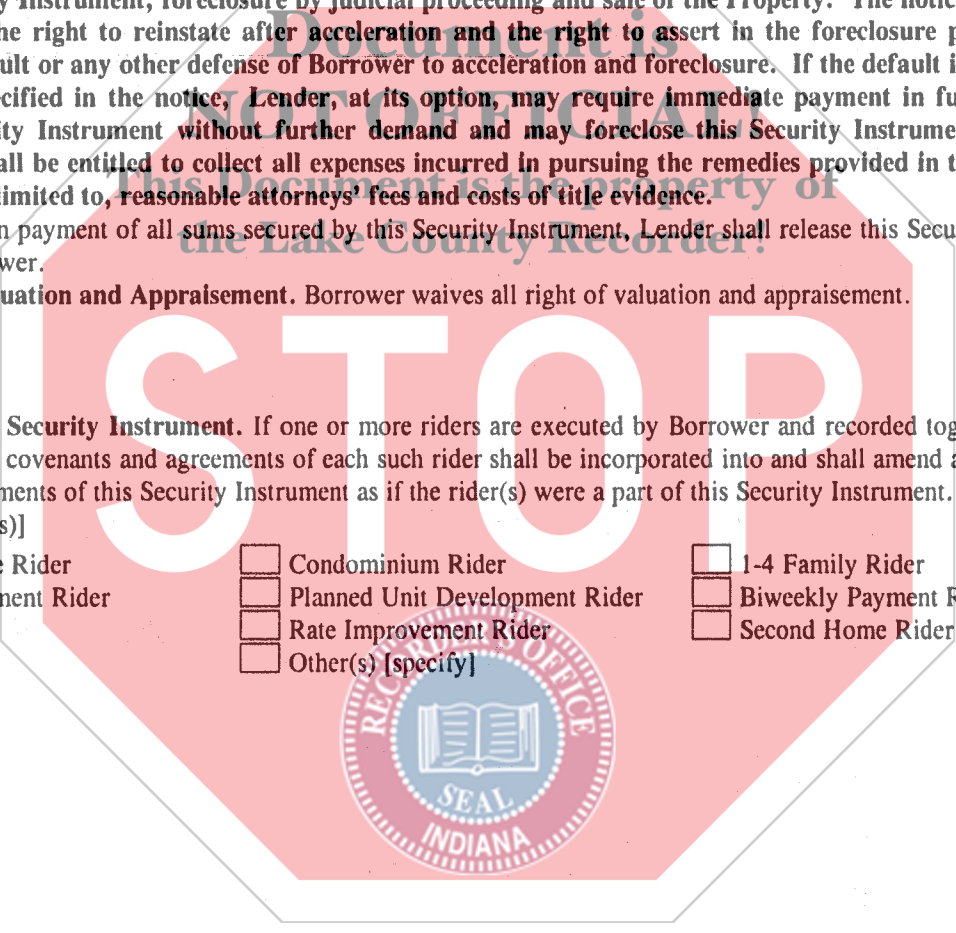 Instrument, foreclosure by judicial proceeding and sale of the Property. The notic
he right to reinstate after acceleration and the right to assert in the foreclosure p
ult or any other defense of Borrower to acceleration and foreclosure. If the default i
cified in the notice, Lender, at its option, may require immediate payment in fu
ity Instrument without further demand and may foreclose this Security Instrume
all be entitled to collect all expenses incurred in pursuing the remedies provided in t
limited to, reasonable attorneys' fees and costs of title evidence.
n payment of all sums secured by this Security Instrument, Lender shall release this Secu
wer.
uation and Appraisement. Borrower waives all right of valuation and appraisement.
Security Instrument. If one or more riders are executed by Borrower and recorded tog
covenants and agreements of each such rider shall be incorporated into and shall amend a
ments of this Security Instrument as if the rider(s) were a part of this Security Instrument.
s)]
e Rider Condominium Rider 1-4 Family Rider
ment Rider Planned Unit Development Rider Biweekly Payment R
Rate Improvement Rider Second Home Rider
Other(s) [specify]
Document is
NOT OFFICIAL!
This Document is the property of
the Lake County Recorder!
STOP
RECORDER'S OFFICE
SEAL
INDIANA